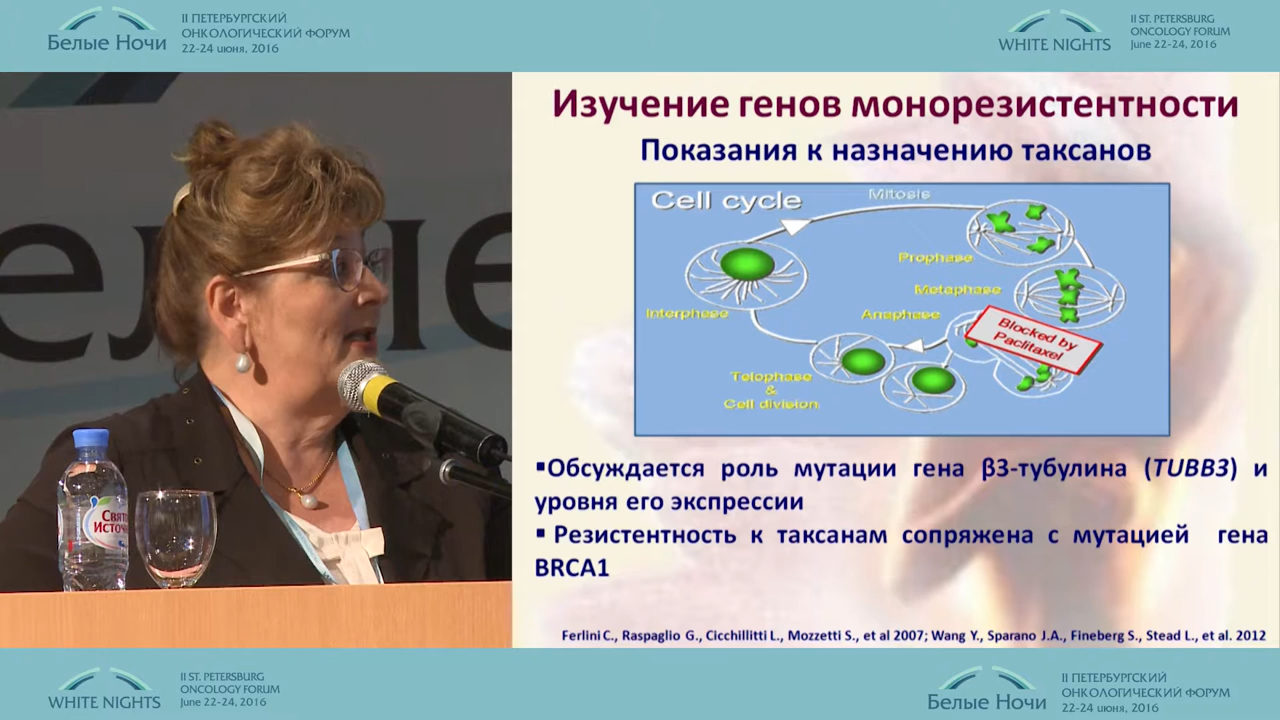 II ПЕТЕРБУРГСКИЙ
ОНКОЛОГИЧЕСКИЙ ФОРУМ
Белые Ночи
22-24 июня, 2016
II ST. PETERSBURG
ONCOLOGY FORUM
WHITE NIGHTS
June 22-24, 2016
Изучение генов монорезистентности
Показания к назначению таксанов
Cell cycle
Mitosis
Prophase
Metaphase
Interphase
Anaphase
Blocked by
Paclitaxel
Telophase
&
Cell division
▪Обсуждается роль мутации гена β3-тубулина (TUBB3) и
уровня его экспрессии
▪ Резистентность к таксанам сопряжена с мутацией гена
BRCA1
Ferlini C., Raspaglio G., Cicchillitti L., Mozzetti S., et al 2007; Wang Y., Sparano J.A., Fineberg S., Stead L., et al. 2012
елые
II ST. PETERSBURG
ONCOLOGY FORUM
WHITE NIGHTS
June 22-24, 2016
II ПЕТЕРБУРГСКИЙ
ОНКОЛОГИЧЕСКИЙ ФОРУМ
Белые Ночи
22-24 июня, 2016